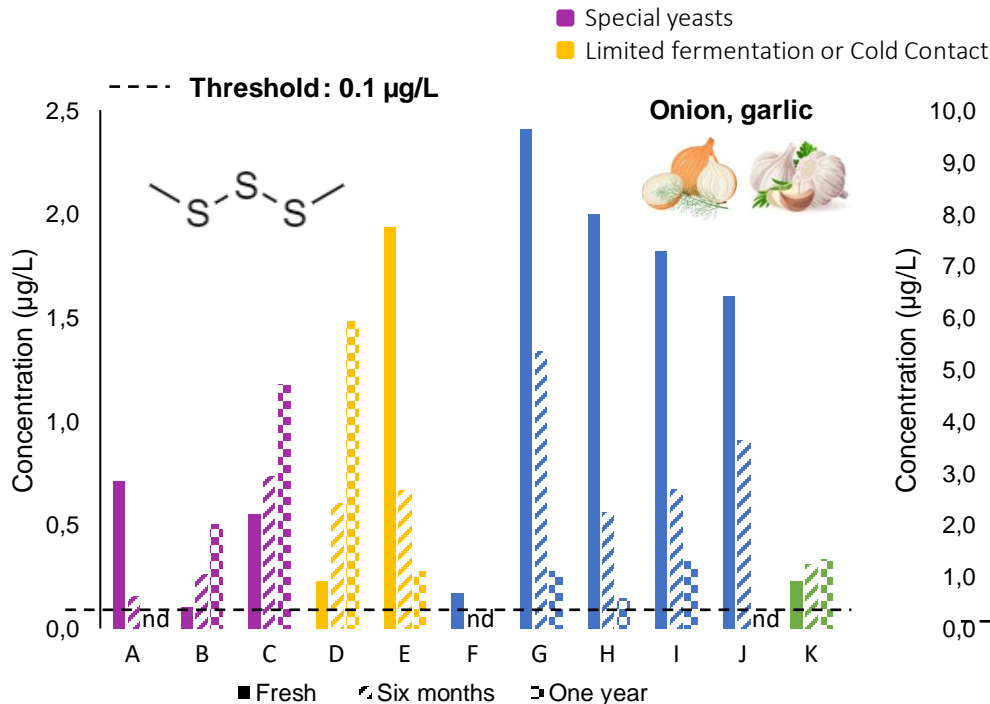 Special yeasts
Limited fermentation or Cold Contact
Threshold: 0.1 µg/L
Onion, garlic
S S S
Concentration (µg/L)
2,5
2,0
1,5
1,0
0,5
0,0
10,0
9,0
8,0
7,0
6,0
5,0
4,0
3,0
2,0
1,0
0,0
Concentration (µg/L)
nd nd nd
A B C D E F G H I J K
Fresh Six months One year